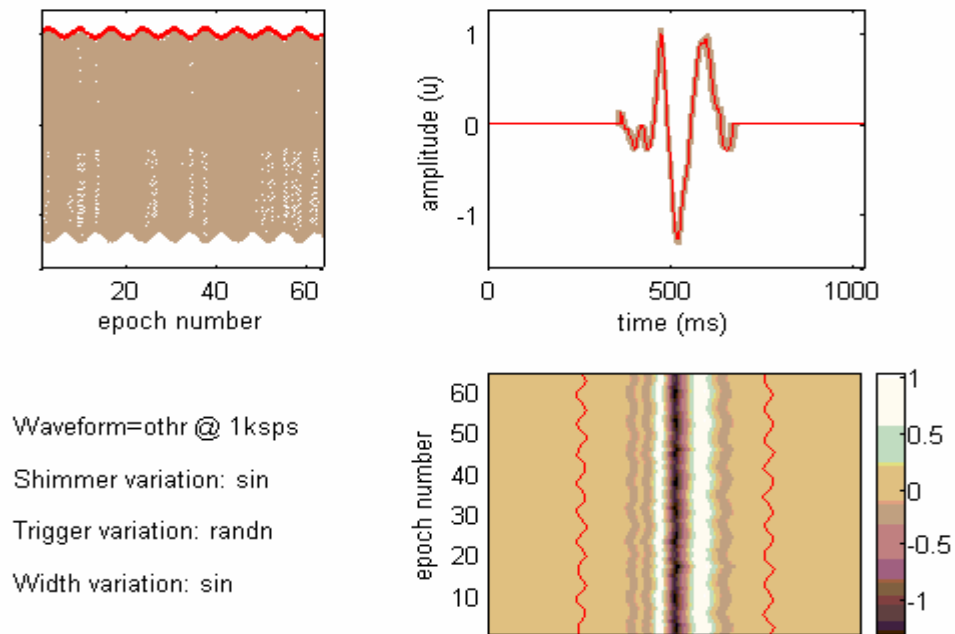 20 40 60
epoch number
amplitude (u)
1
0
-1
0 500 1000
time (ms)
Waveform=othr @ 1ksps
Shimmer variation: sin
Trigger variation: randn
Width variation: sin
epoch number
60
50
40
30
20
10
1
0.5
0
-0.5
-1